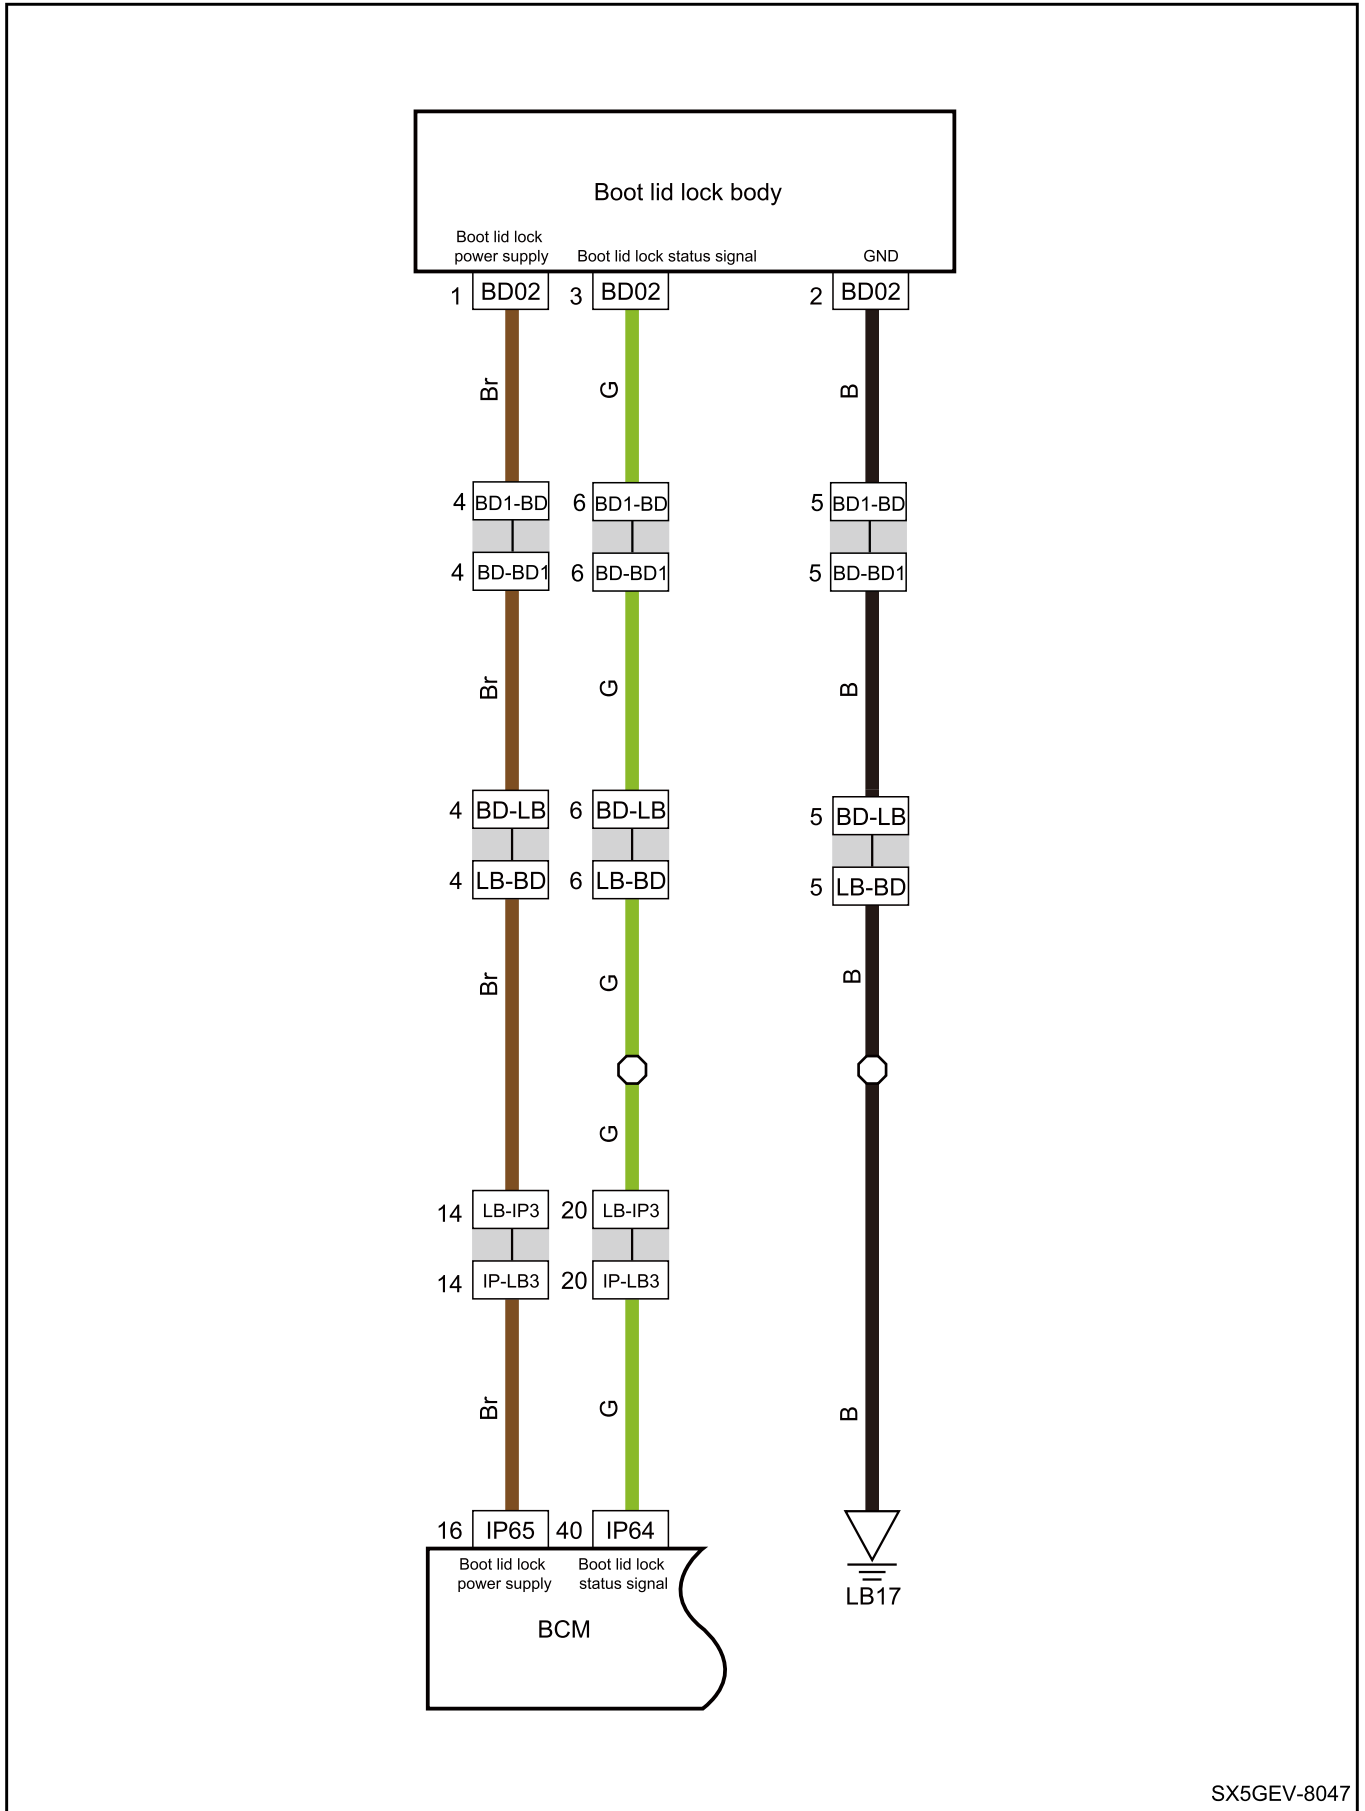 Boot lid lock body
Boot lid lock
power supply
Boot lid lock status signal
GND
1 BD02 3 BD02 2 BD02
Br G B
4 BD1-BD 6 BD1-BD 5 BD1-BD
4 BD-BD1 6 BD-BD1 5 BD-BD1
Br G B
4 BD-LB 6 BD-LB 5 BD-LB
4 LB-BD 6 LB-BD 5 LB-BD
Br G B
G
14 LB-IP3 20 LB-IP3
14 IP-LB3 20 IP-LB3
Br G B
16 IP65 40 IP64
Boot lid lock
power supply
Boot lid lock
status signal
LB17
BCM
SX5GEV-8047